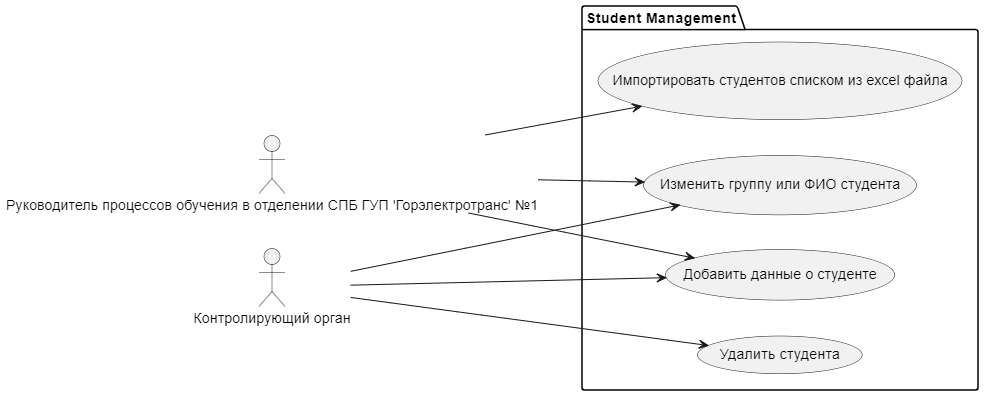 Student Management
Импортировать студентов списком из excel файла
Изменить группу или ФИО студента
Руководитель процессов обучения в отделении СПБ ГУП 'Горэлектротранс' №1
Добавить данные о студенте
Контролирующий орган
Удалить студента